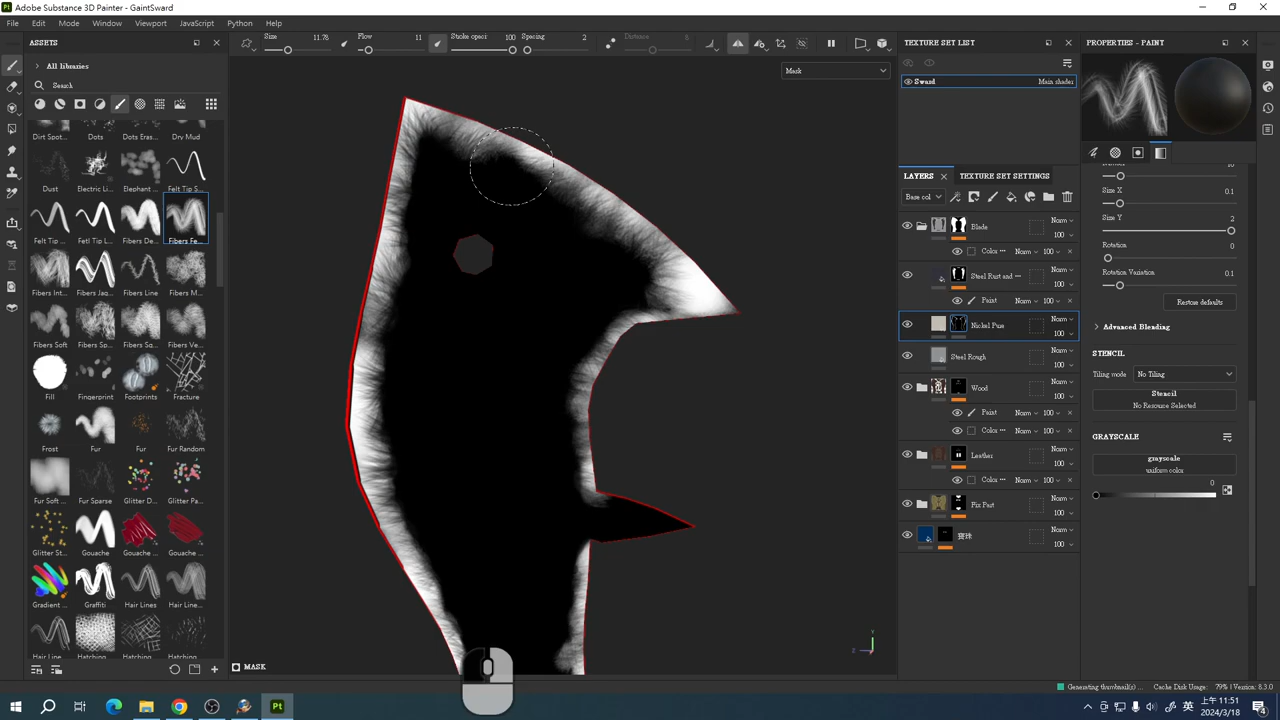 Adobe Substance 3D Painter - GaintSward
File Edit Mode Window Viewport JavaScript Python Help
ASSETS
All libraries
Search
Dirt Spot... Dots Dots Eras... Dry Mud
Dust Electric Li... Elephant ... Felt Tip S...
Felt Tip ... Felt Tip L... Fibers De... Fibers Fe...
Fibers Int... Fibers Jag... Fibers Line Fibers M...
Fibers Soft Fibers Sp... Fibers Sq... Fibers Ve...
Fill Fingerprint Footprints Fracture
Frost Fur Fur Fur Random
Fur Soft ... Fur Sparse Glitter D... Glitter Pa...
Glitter St... Gouache Gouache ... Gouache ...
Gradient ... Graffiti Hair Lines Hair Line...
Hair Line... Hatching Hatching... Hatching...
Size 11.78 Flow 11 Stroke opaci 100 Spacing 2 Distance 8
Mask
MASK
Y
Z
TEXTURE SET LIST
Sward Main shader
LAYERS TEXTURE SET SETTINGS
Base col
Blade Norm 100
Color ... Norm 100
Steel Rust and ... Norm 100
Paint Norm 100
Nickel Pure Norm 100
Steel Rough Norm 100
Wood Norm 100
Paint Norm 100
Color ... Norm 100
Leather Norm 100
Color ... Norm 100
Fix Part Norm 100
Norm 100
PROPERTIES - PAINT
Size X 0.1
Size Y 2
Rotation 0
Rotation Variation 0.1
Restore defaults
Advanced Blending
STENCIL
Tiling mode No Tiling
Stencil
No Resource Selected
GRAYSCALE
grayscale
uniform color
0
Generating thumbnail(s) ... Cache Disk Usage: 79% | Version: 8.3.0
Pt
英
上午 11:51
2024/3/18
4